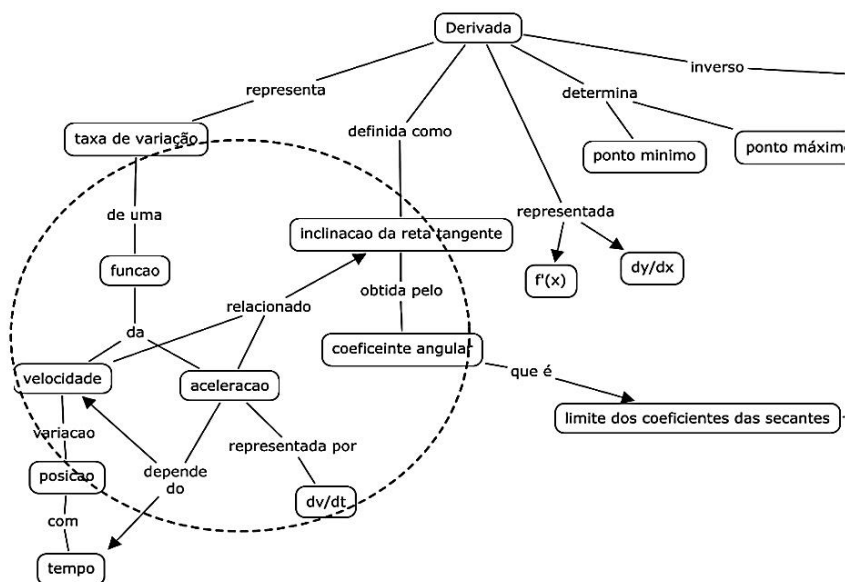 Derivada
inverso
representa
determina
taxa de variação
definida como
ponto minimo
ponto máximo
de uma
representada
inclinacao da reta tangente
funcao
f'(x)
dy/dx
obtida pelo
relacionado
da
coeficeinte angular
velocidade
aceleracao
que é
limite dos coeficientes das secantes
variacao
representada por
posicao
depende
do
dv/dt
com
tempo